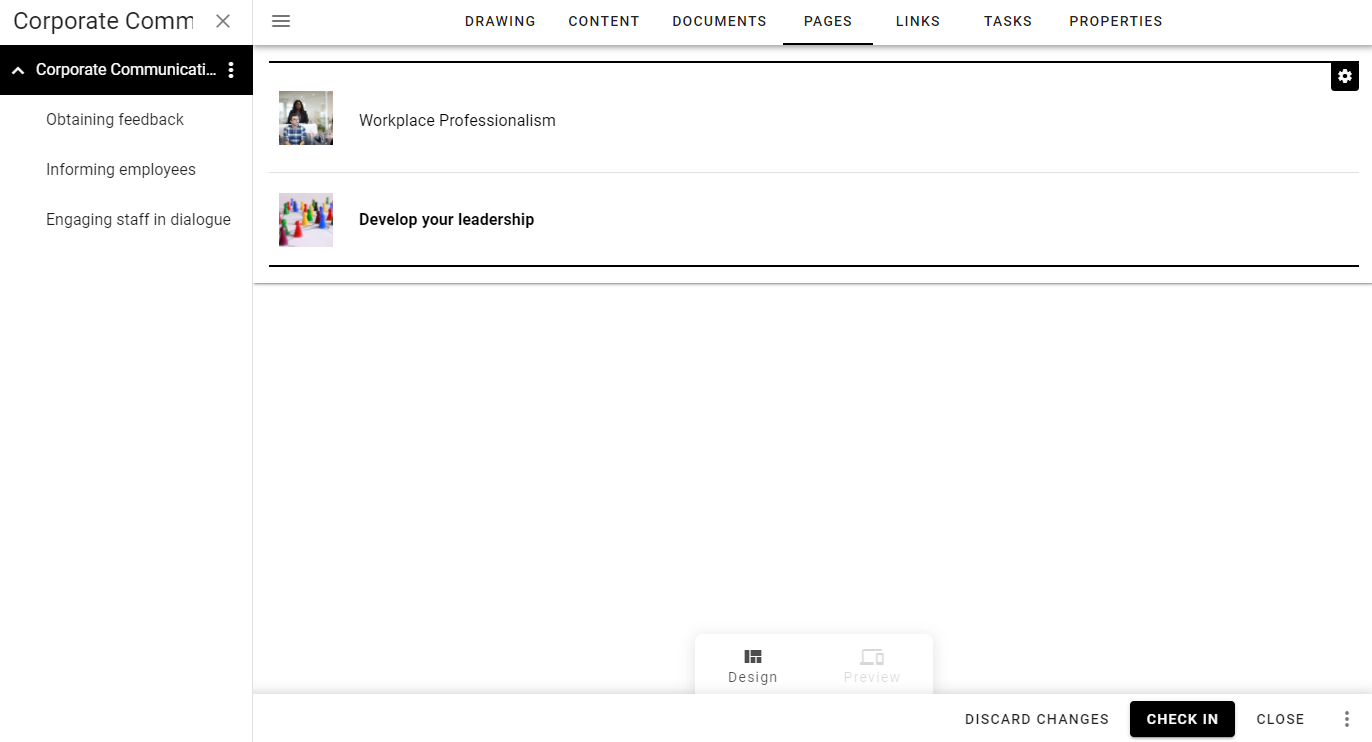 Corporate Comm
DRAWING CONTENT DOCUMENTS PAGES LINKS TASKS PROPERTIES
Corporate Communicati...
Obtaining feedback
Informing employees
Engaging staff in dialogue
Workplace Professionalism
Develop your leadership
Design Preview
DISCARD CHANGES CHECK IN CLOSE